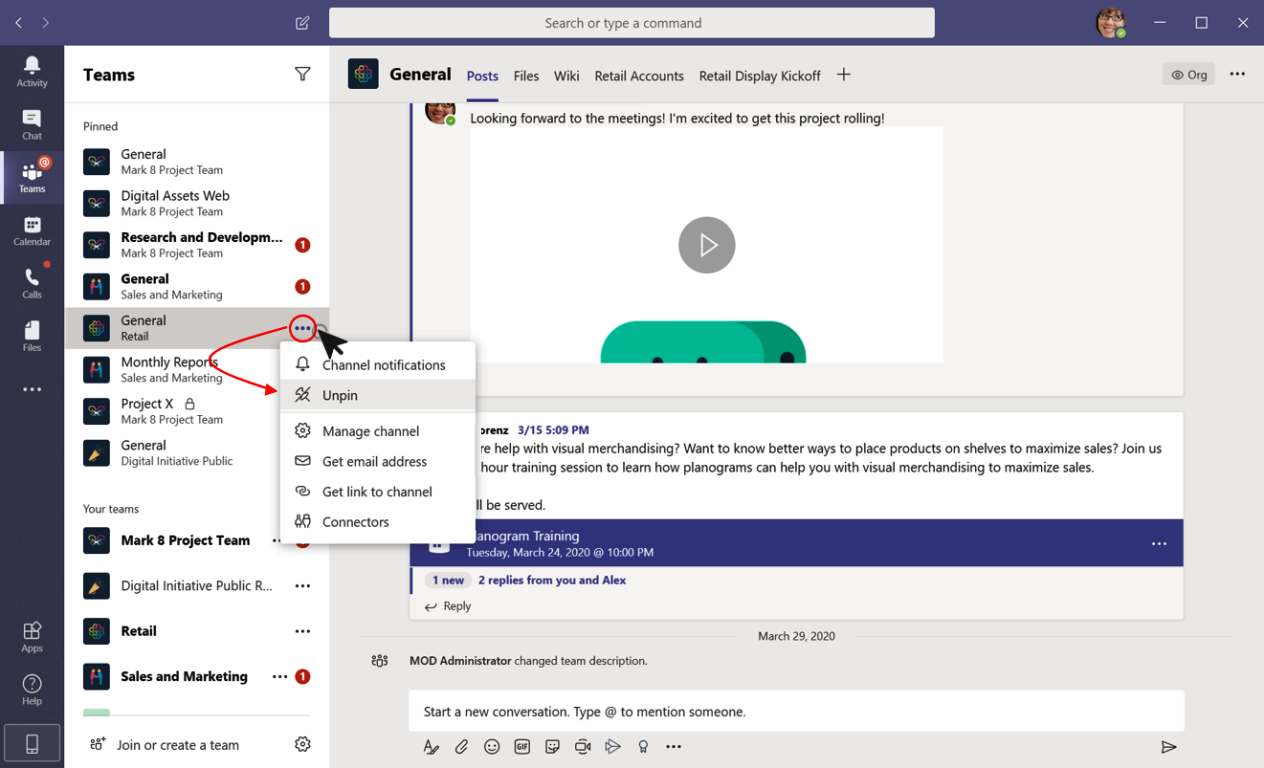 Search or type a command
Activity
Chat
@
Teams
Calendar
Calls
Files
Apps
Help
Teams
Pinned
General
Mark 8 Project Team
Digital Assets Web
Mark 8 Project Team
Research and Developm...
Mark 8 Project Team
1
General
Sales and Marketing
1
General
Retail
Monthly Reports
Sales and Marketing
Project X
Mark 8 Project Team
General
Digital Initiative Public
Your teams
Mark 8 Project Team
Digital Initiative Public R...
Retail
Sales and Marketing
1
Join or create a team
Channel notifications
Unpin
Manage channel
Get email address
Get link to channel
Connectors
General Posts Files Wiki Retail Accounts Retail Display Kickoff
Org
Looking forward to the meetings! I'm excited to get this project rolling!
orenz 3/15 5:09 PM
re help with visual merchandising? Want to know better ways to place products on shelves to maximize sales? Join us
hour training session to learn how planograms can help you with visual merchandising to maximize sales.
ll be served.
lanogram Training
Tuesday, March 24, 2020 @ 10:00 PM
1 new 2 replies from you and Alex
Reply
March 29, 2020
MOD Administrator changed team description.
Start a new conversation. Type @ to mention someone.
GIF